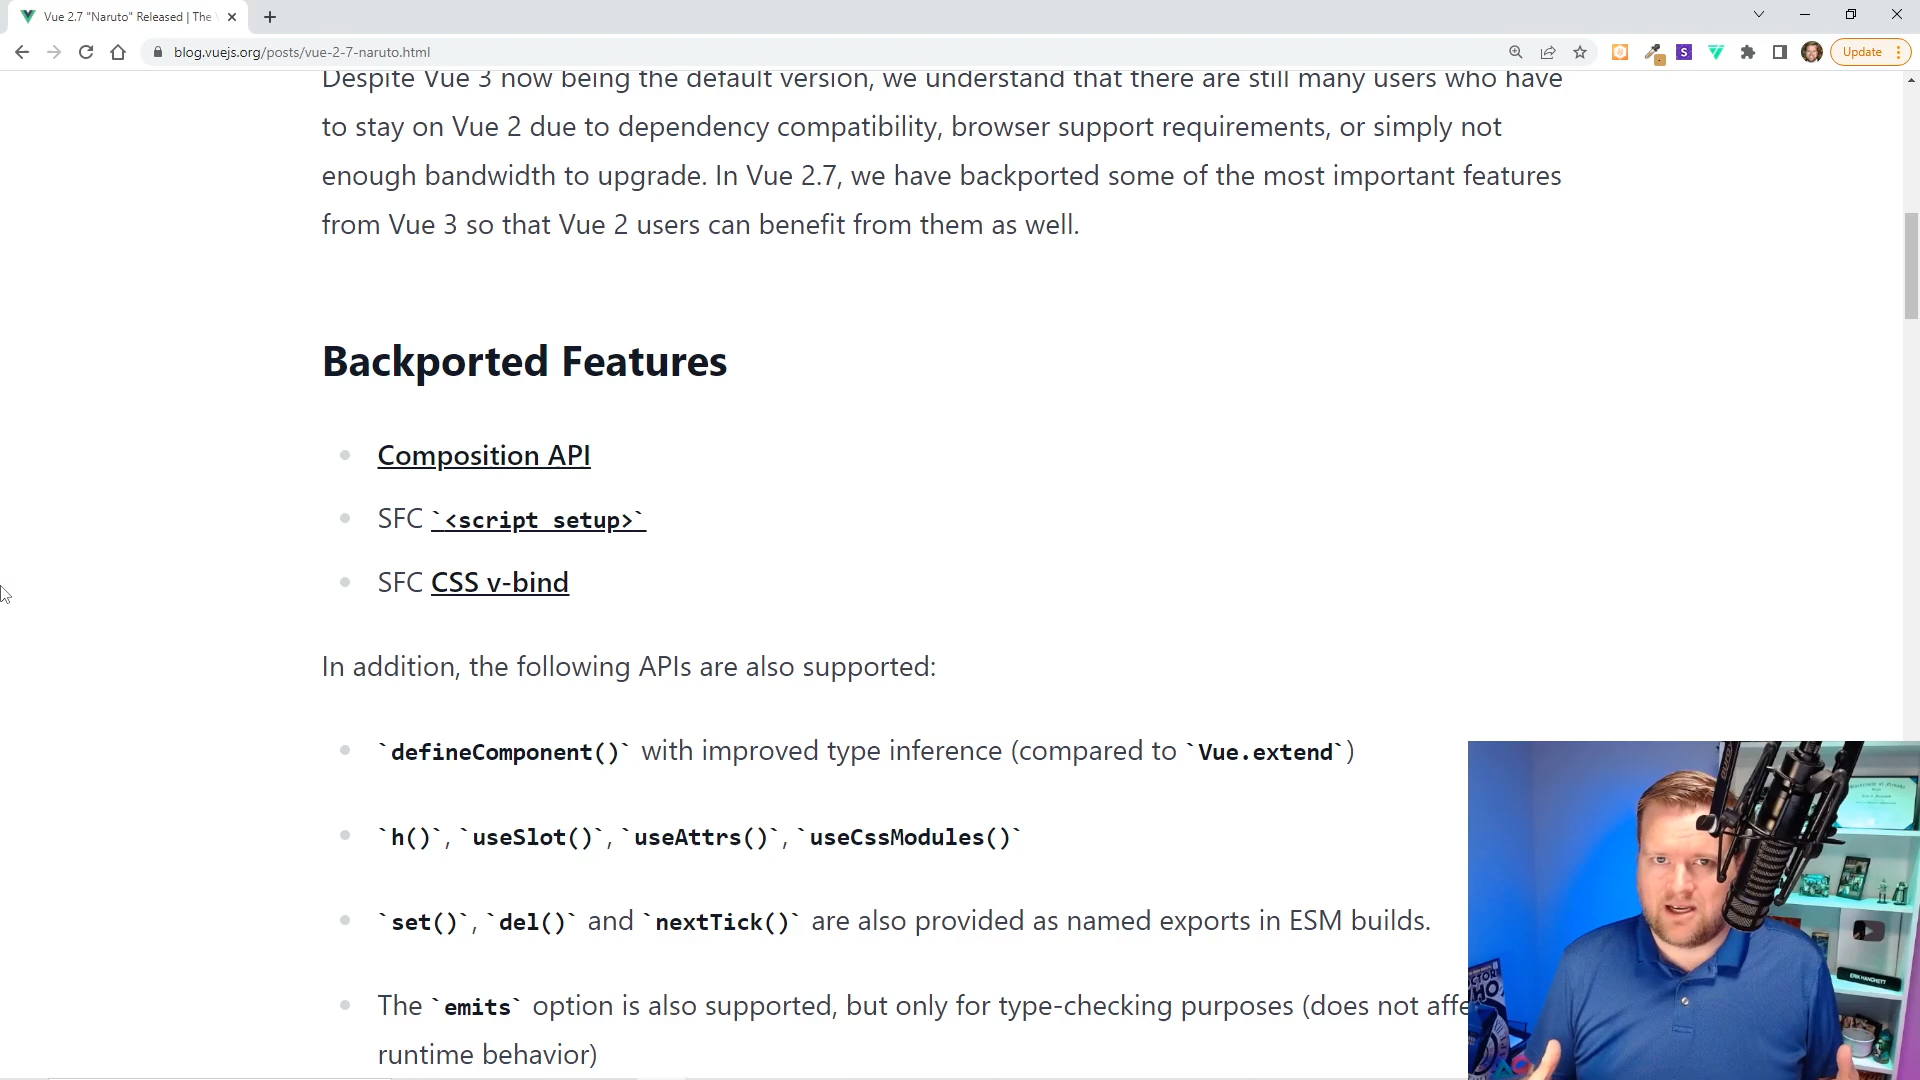 Vue 2.7 "Naruto" Released | The
blog.vuejs.org/posts/vue-2-7-naruto.html
Update
Despite Vue 3 now being the default version, we understand that there are still many users who have
to stay on Vue 2 due to dependency compatibility, browser support requirements, or simply not
enough bandwidth to upgrade. In Vue 2.7, we have backported some of the most important features
from Vue 3 so that Vue 2 users can benefit from them as well.
Backported Features
Composition API
SFC `<script setup>`
SFC CSS v-bind
In addition, the following APIs are also supported:
`defineComponent()` with improved type inference (compared to `Vue.extend`)
`h()`, `useSlot()`, `useAttrs()`, `useCssModules()`
`set()`, `del()` and `nextTick()` are also provided as named exports in ESM builds.
The `emits` option is also supported, but only for type-checking purposes (does not affe
runtime behavior)
ERIK HANCHETT